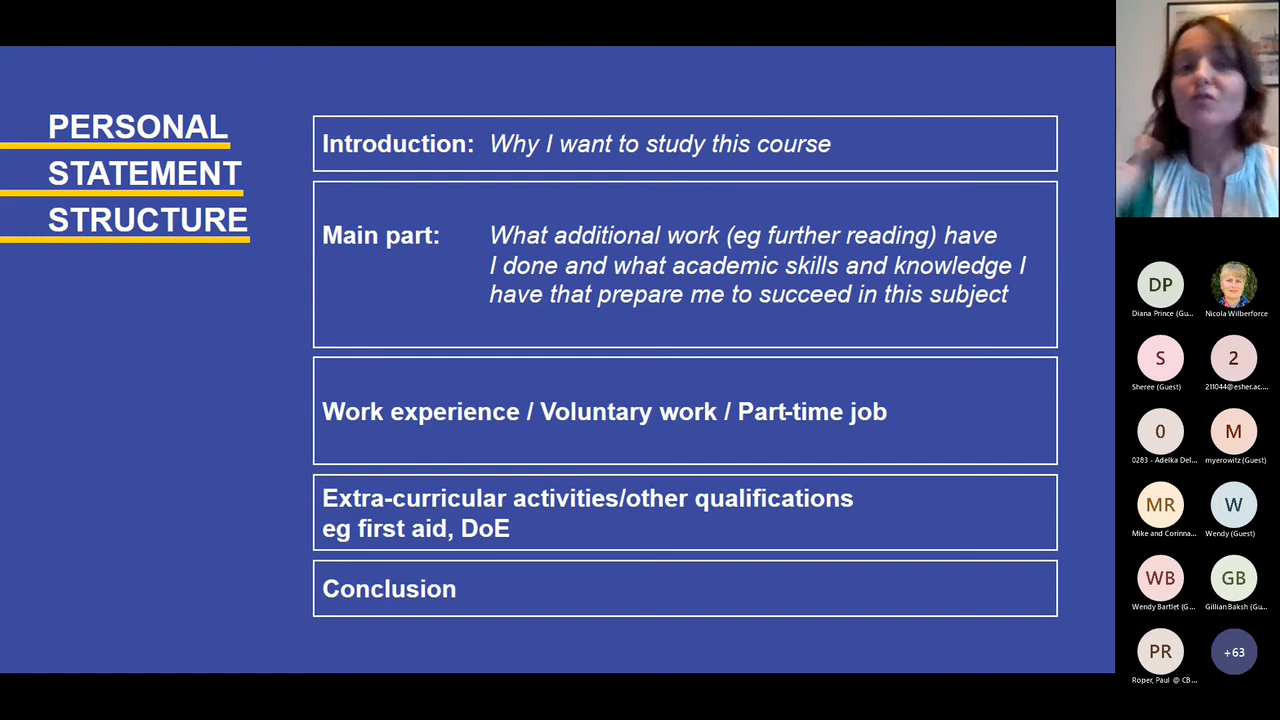 PERSONAL
STATEMENT
STRUCTURE
Introduction: Why I want to study this course
Main part: What additional work (eg further reading) have
I done and what academic skills and knowledge I
have that prepare me to succeed in this subject
Work experience / Voluntary work / Part-time job
Extra-curricular activities/other qualifications
eg first aid, DoE
Conclusion
DP
Diana Prince (Gu...
Nicola Wilberforce
S
2
Sheree (Guest)
211044@esher.ac....
0
M
0283 - Adelka Del...
myerowitz (Guest)
MR
W
Mike and Corinna...
Wendy (Guest)
WB
GB
Wendy Bartlet (G...
Gillian Baksh (Gu...
PR
+63
Roper, Paul @ CB...